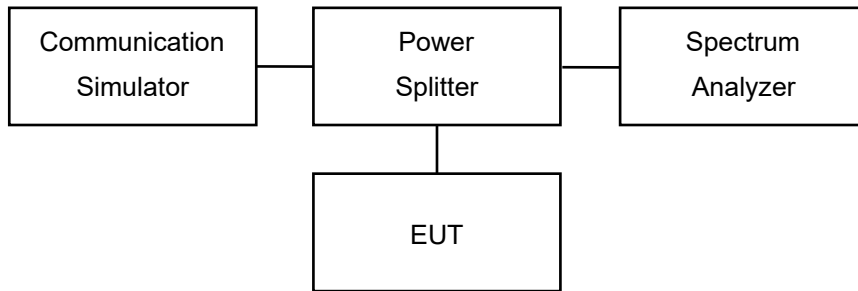 Communication
Simulator
Power
Splitter
Spectrum
Analyzer
EUT